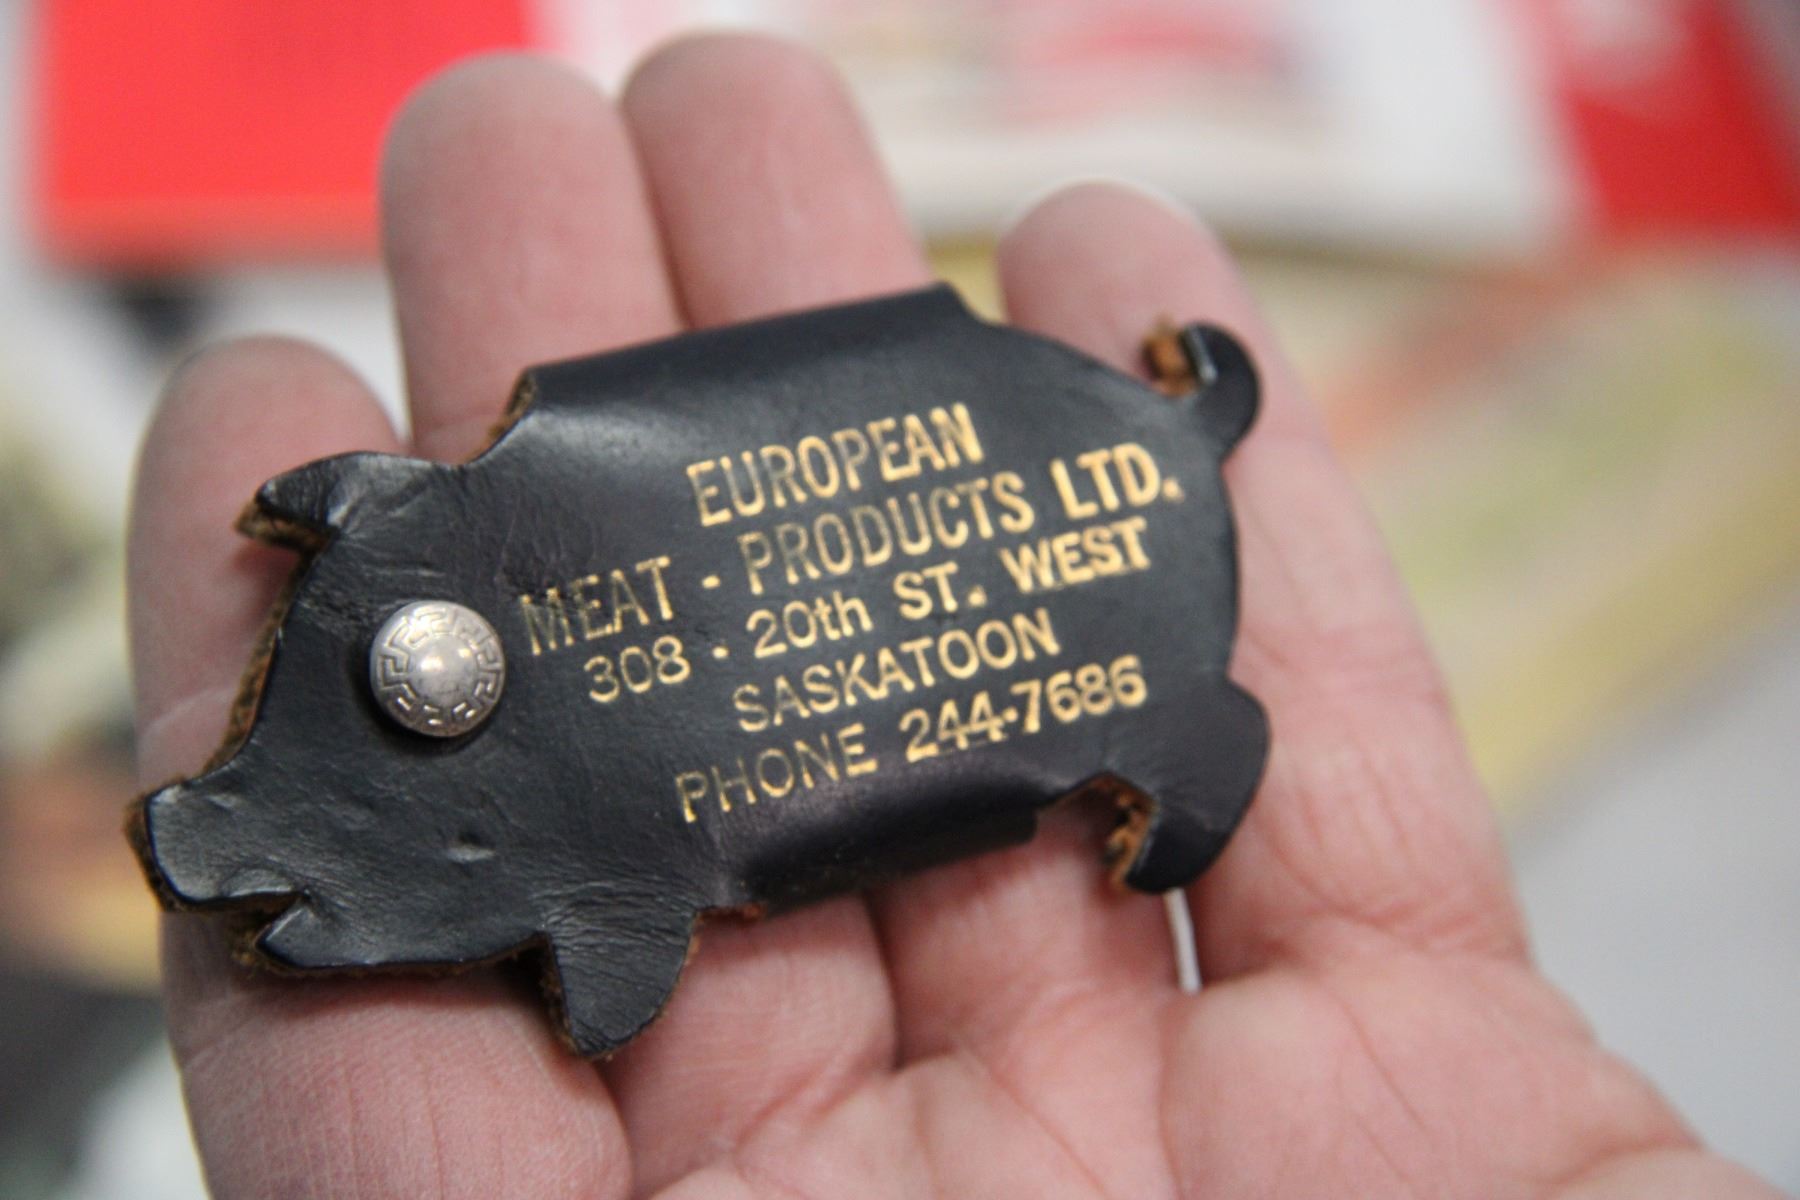 EUROPEAN
MEAT - PRODUCTS LTD.
308 - 20th ST. WEST
SASKATOON
PHONE 244-7686